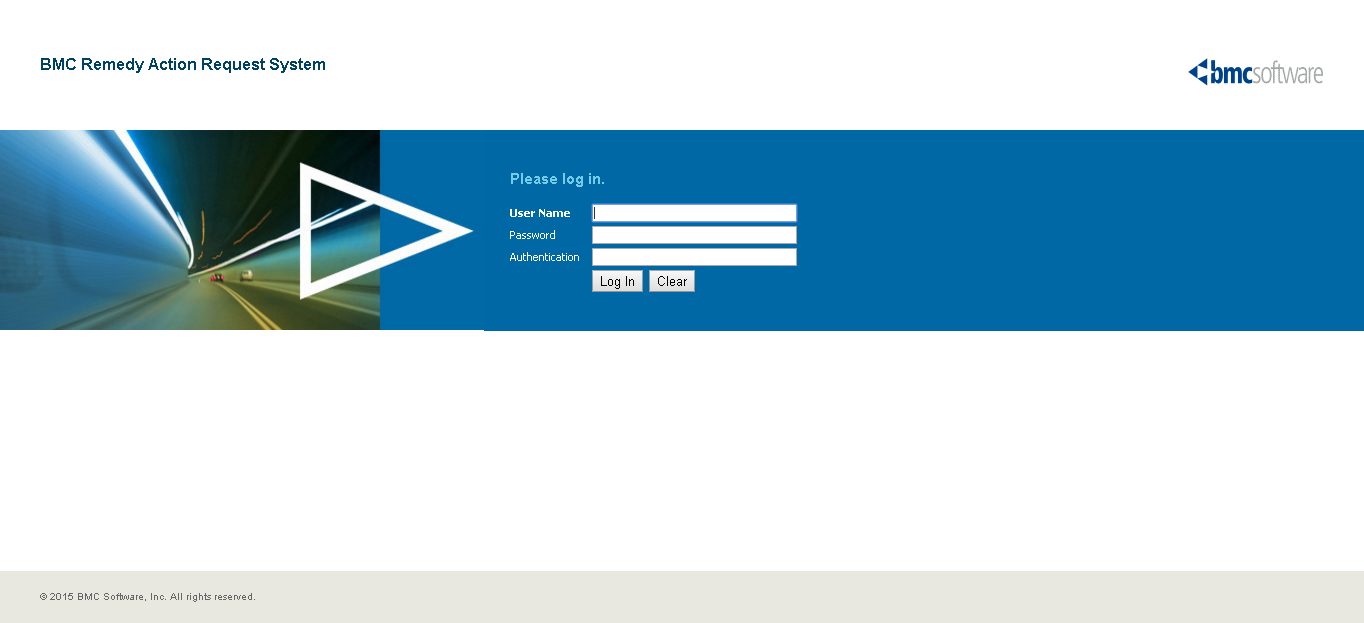 BMC Remedy Action Request System
bmcsoftware
Please log in.
User Name
Password
Authentication
Log In Clear
© 2015 BMC Software, Inc. All rights reserved.